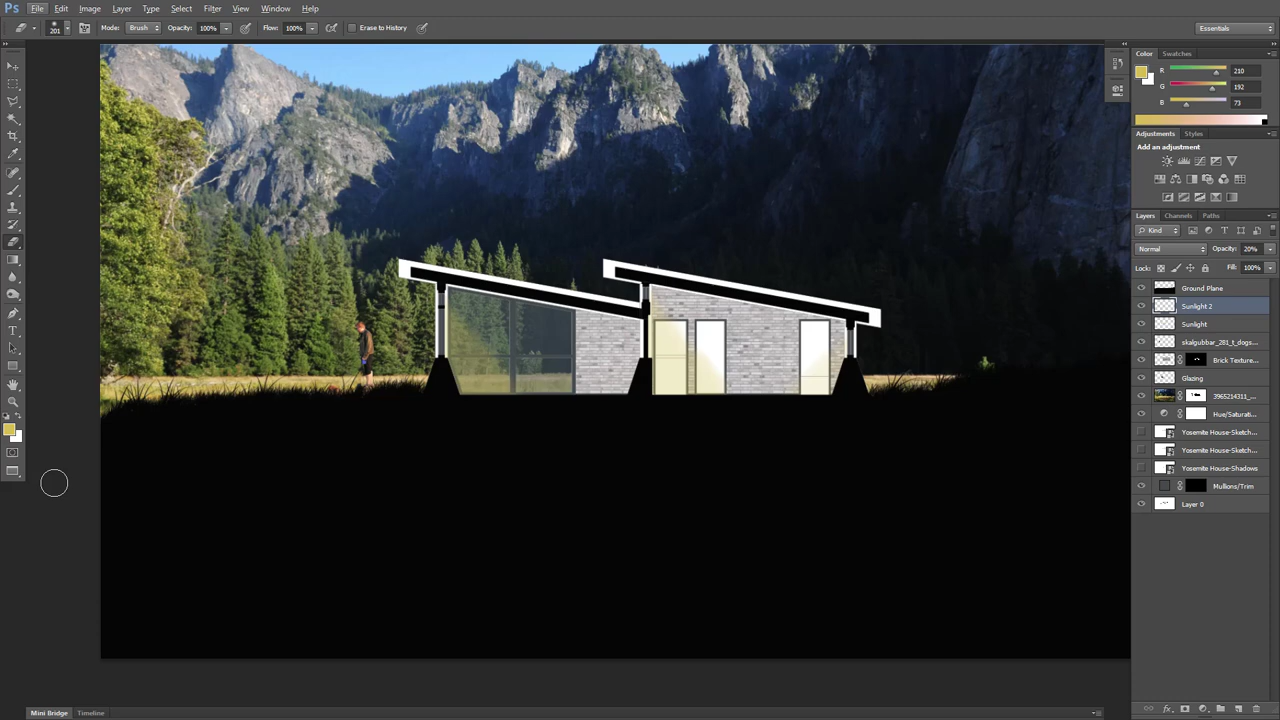 Ps File Edit Image Layer Type Select Filter View Window Help
201 Mode: Brush Opacity: 100% Flow: 100% Erase to History Essentials
Color Swatches
R 210
G 192
B 73
Adjustments Styles
Add an adjustment
Layers Channels Paths
Kind
Normal Opacity: 20%
Lock: Fill: 100%
Ground Plane
Sunlight 2
Sunlight
skalgubbar_281_t_dogs...
Brick Texture...
Glazing
3965214311_...
Hue/Saturati...
Yosemite House-Sketch...
Yosemite House-Sketch...
Yosemite House-Shadows
Mullions/Trim
Layer 0
Mini Bridge Timeline